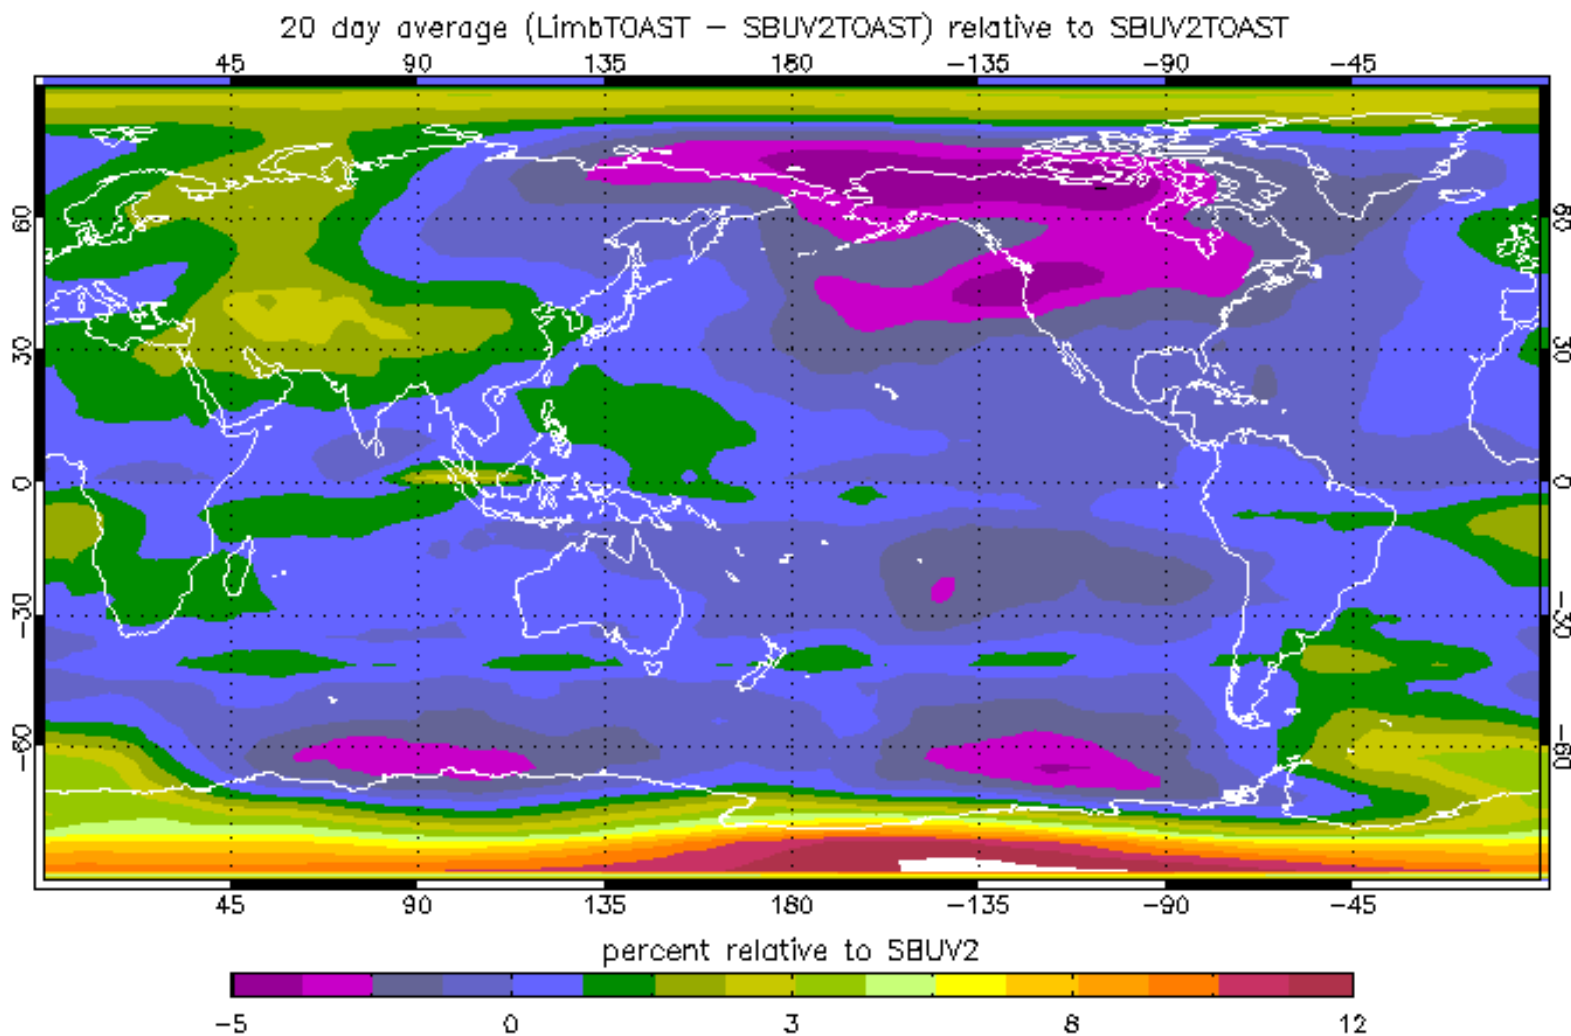 20 day average (LimbTOAST − SBUV2TOAST) relative to SBUV2TOAST
45 90 135 180 −135 −90 −45
60 60
30 30
0 0
−30 −30
−60 −60
45 90 135 180 −135 −90 −45
percent relative to SBUV2
−5 0 3 8 12